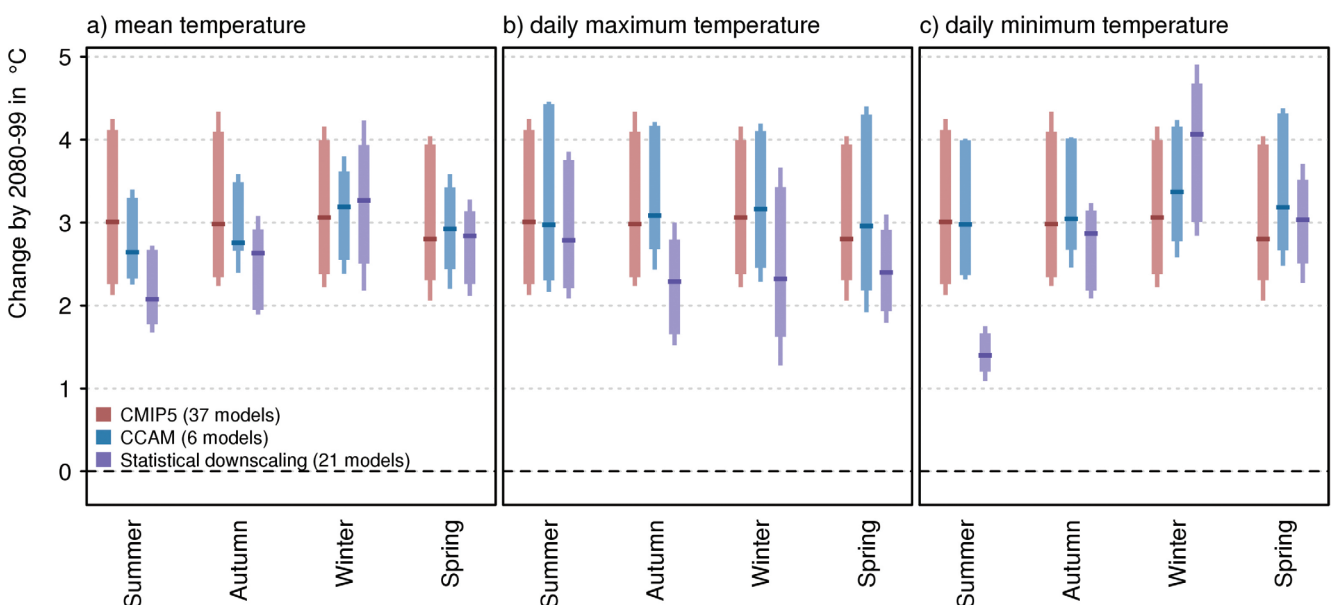 a) mean temperature
b) daily maximum temperature
c) daily minimum temperature
Change by 2080-99 in °C
5
4
3
2
1
0
CMIP5 (37 models)
CCAM (6 models)
Statistical downscaling (21 models)
Summer
Autumn
Winter
Spring
Summer
Autumn
Winter
Spring
Summer
Autumn
Winter
Spring